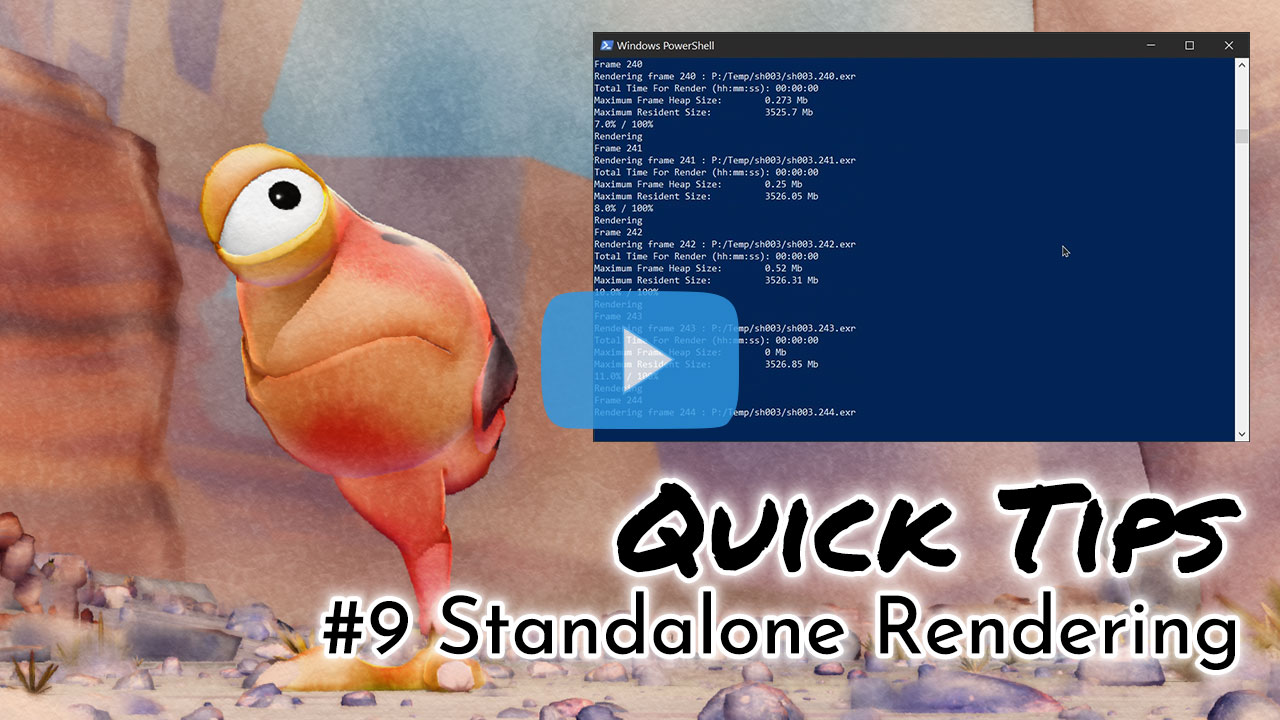 Windows PowerShell
Frame 240
Rendering frame 240 : P:/Temp/sh003/sh003.240.exr
Total Time For Render (hh:mm:ss): 00:00:00
Maximum Frame Heap Size: 0.273 Mb
Maximum Resident Size: 3525.7 Mb
7.0% / 100%
Rendering
Frame 241
Rendering frame 241 : P:/Temp/sh003/sh003.241.exr
Total Time For Render (hh:mm:ss): 00:00:00
Maximum Frame Heap Size: 0.25 Mb
Maximum Resident Size: 3526.05 Mb
8.0% / 100%
Rendering
Frame 242
Rendering frame 242 : P:/Temp/sh003/sh003.242.exr
Total Time For Render (hh:mm:ss): 00:00:00
Maximum Frame Heap Size: 0.52 Mb
Maximum Resident Size: 3526.31 Mb
10.0% / 100%
Rendering
Frame 243
Rendering frame 243 : P:/Temp/sh003/sh003.243.exr
Total Time For Render (hh:mm:ss): 00:00:00
Maximum Frame Heap Size: 0 Mb
Maximum Resident Size: 3526.85 Mb
11.0% / 100%
Rendering
Frame 244
Rendering frame 244 : P:/Temp/sh003/sh003.244.exr
Quick Tips
#9 Standalone Rendering